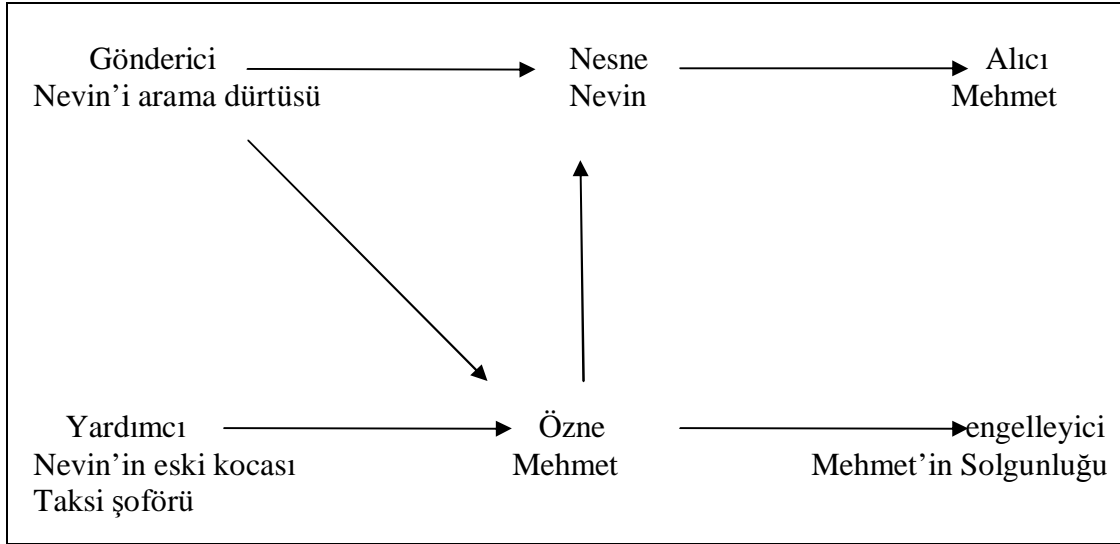 Gönderici Nesne Alıcı
Nevin’i arama dürtüsü Nevin Mehmet
Yardımcı Özne engelleyici
Nevin’in eski kocası Mehmet Mehmet’in Solgunluğu
Taksi şoförü